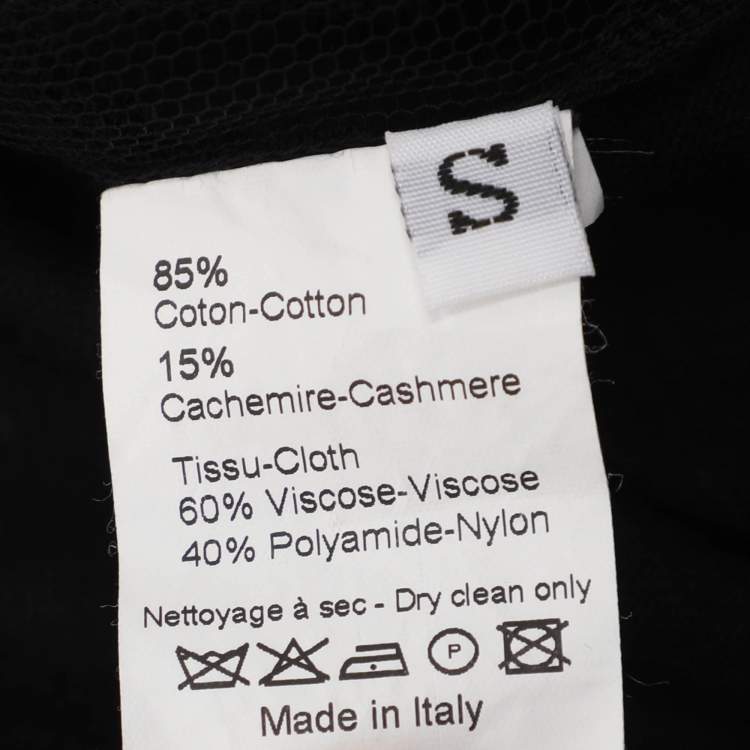 S
85%
Coton-Cotton
15%
Cachemire-Cashmere
Tissu-Cloth
60% Viscose-Viscose
40% Polyamide-Nylon
Nettoyage à sec - Dry clean only
P
Made in Italy